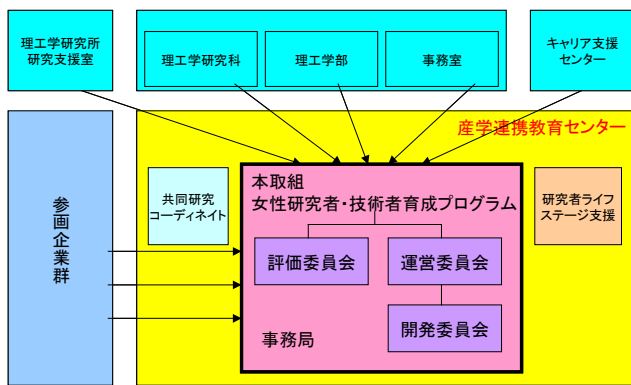 理工学研究所
研究支援室
理工学研究科
理工学部
事務室
キャリア支援
センター
産学連携教育センター
参画企業群
共同研究
コーディネイト
本取組
女性研究者・技術者育成プログラム
研究者ライフ
ステージ支援
評価委員会
運営委員会
開発委員会
事務局